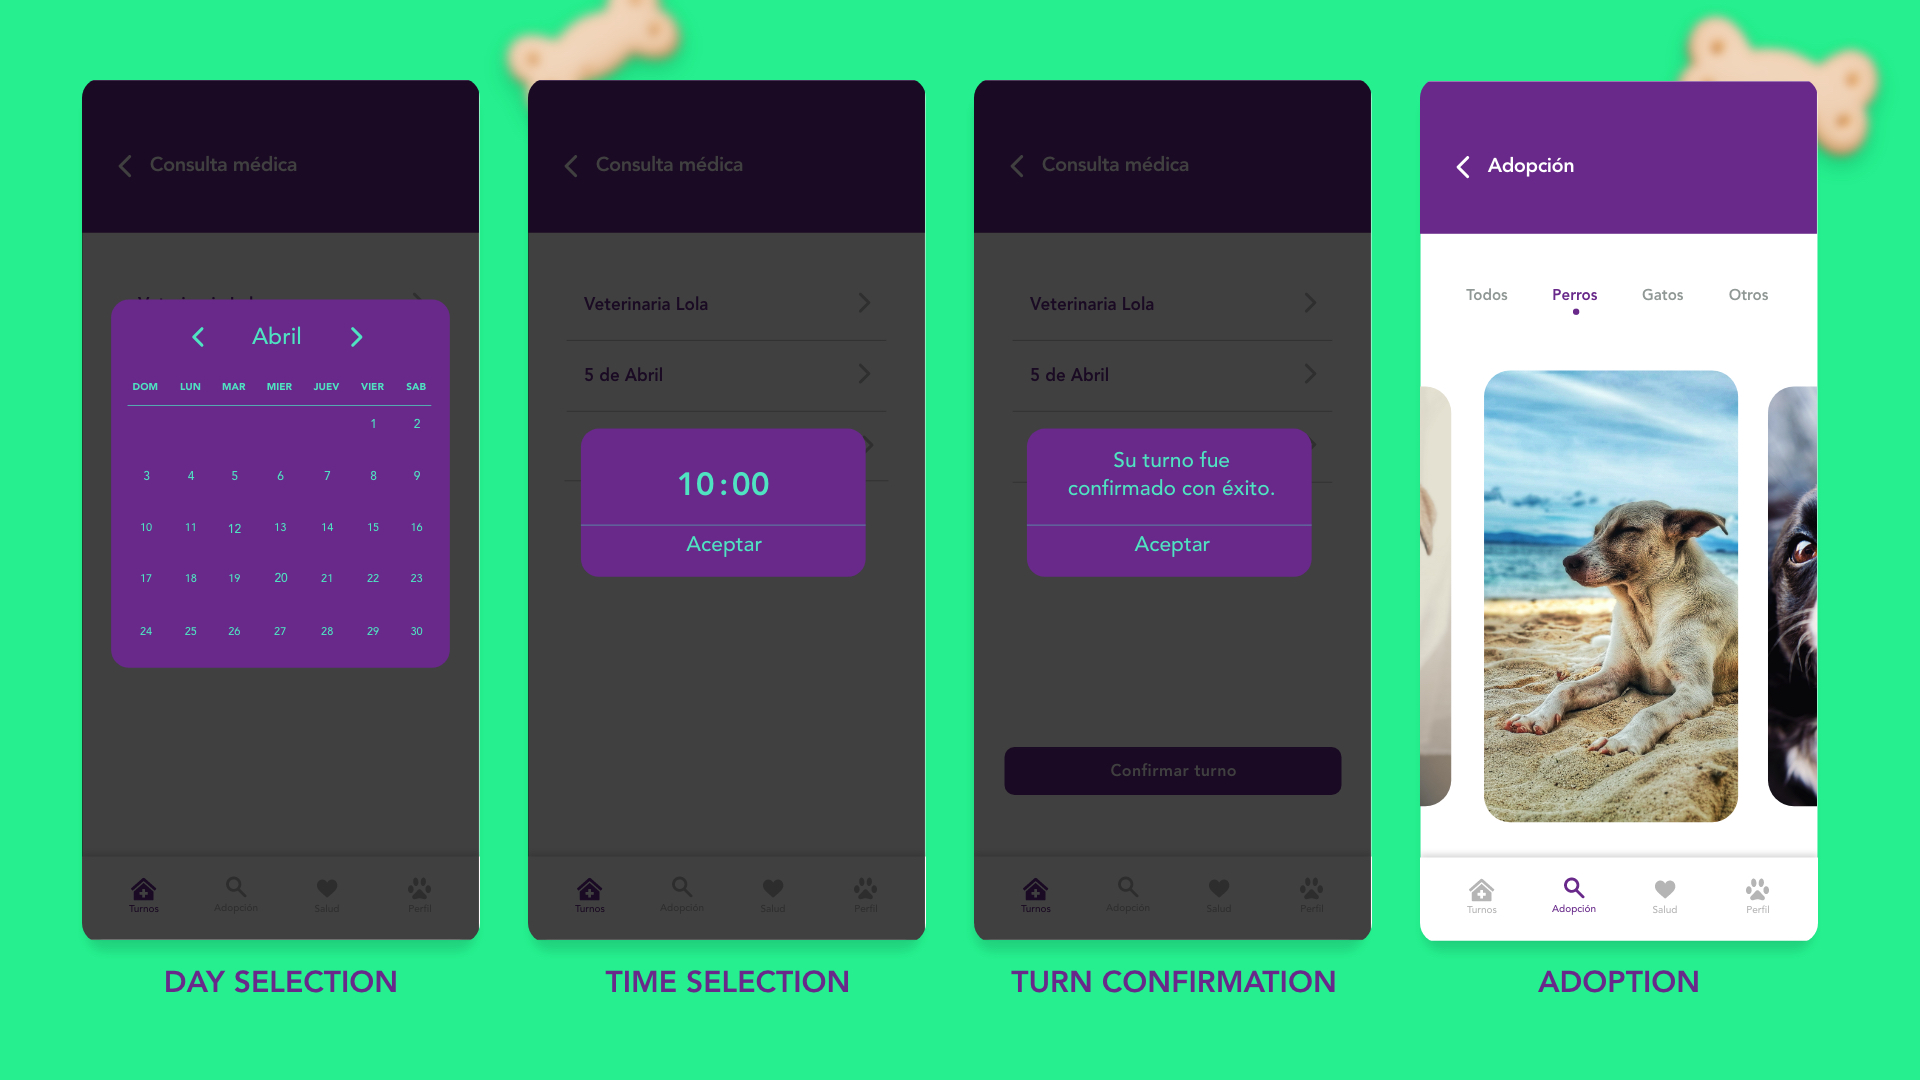 Consulta médica
Abril
DOM LUN MAR MIER JUEV VIER SAB
1 2
3 4 5 6 7 8 9
10 11 12 13 14 15 16
17 18 19 20 21 22 23
24 25 26 27 28 29 30
Turnos Adopción Salud Perfil
DAY SELECTION
Consulta médica
Veterinaria Lola
5 de Abril
10:00
Aceptar
Turnos Adopción Salud Perfil
TIME SELECTION
Consulta médica
Veterinaria Lola
5 de Abril
Su turno fue
confirmado con éxito.
Aceptar
Confirmar turno
Turnos Adopción Salud Perfil
TURN CONFIRMATION
Adopción
Todos Perros Gatos Otros
Turnos Adopción Salud Perfil
ADOPTION